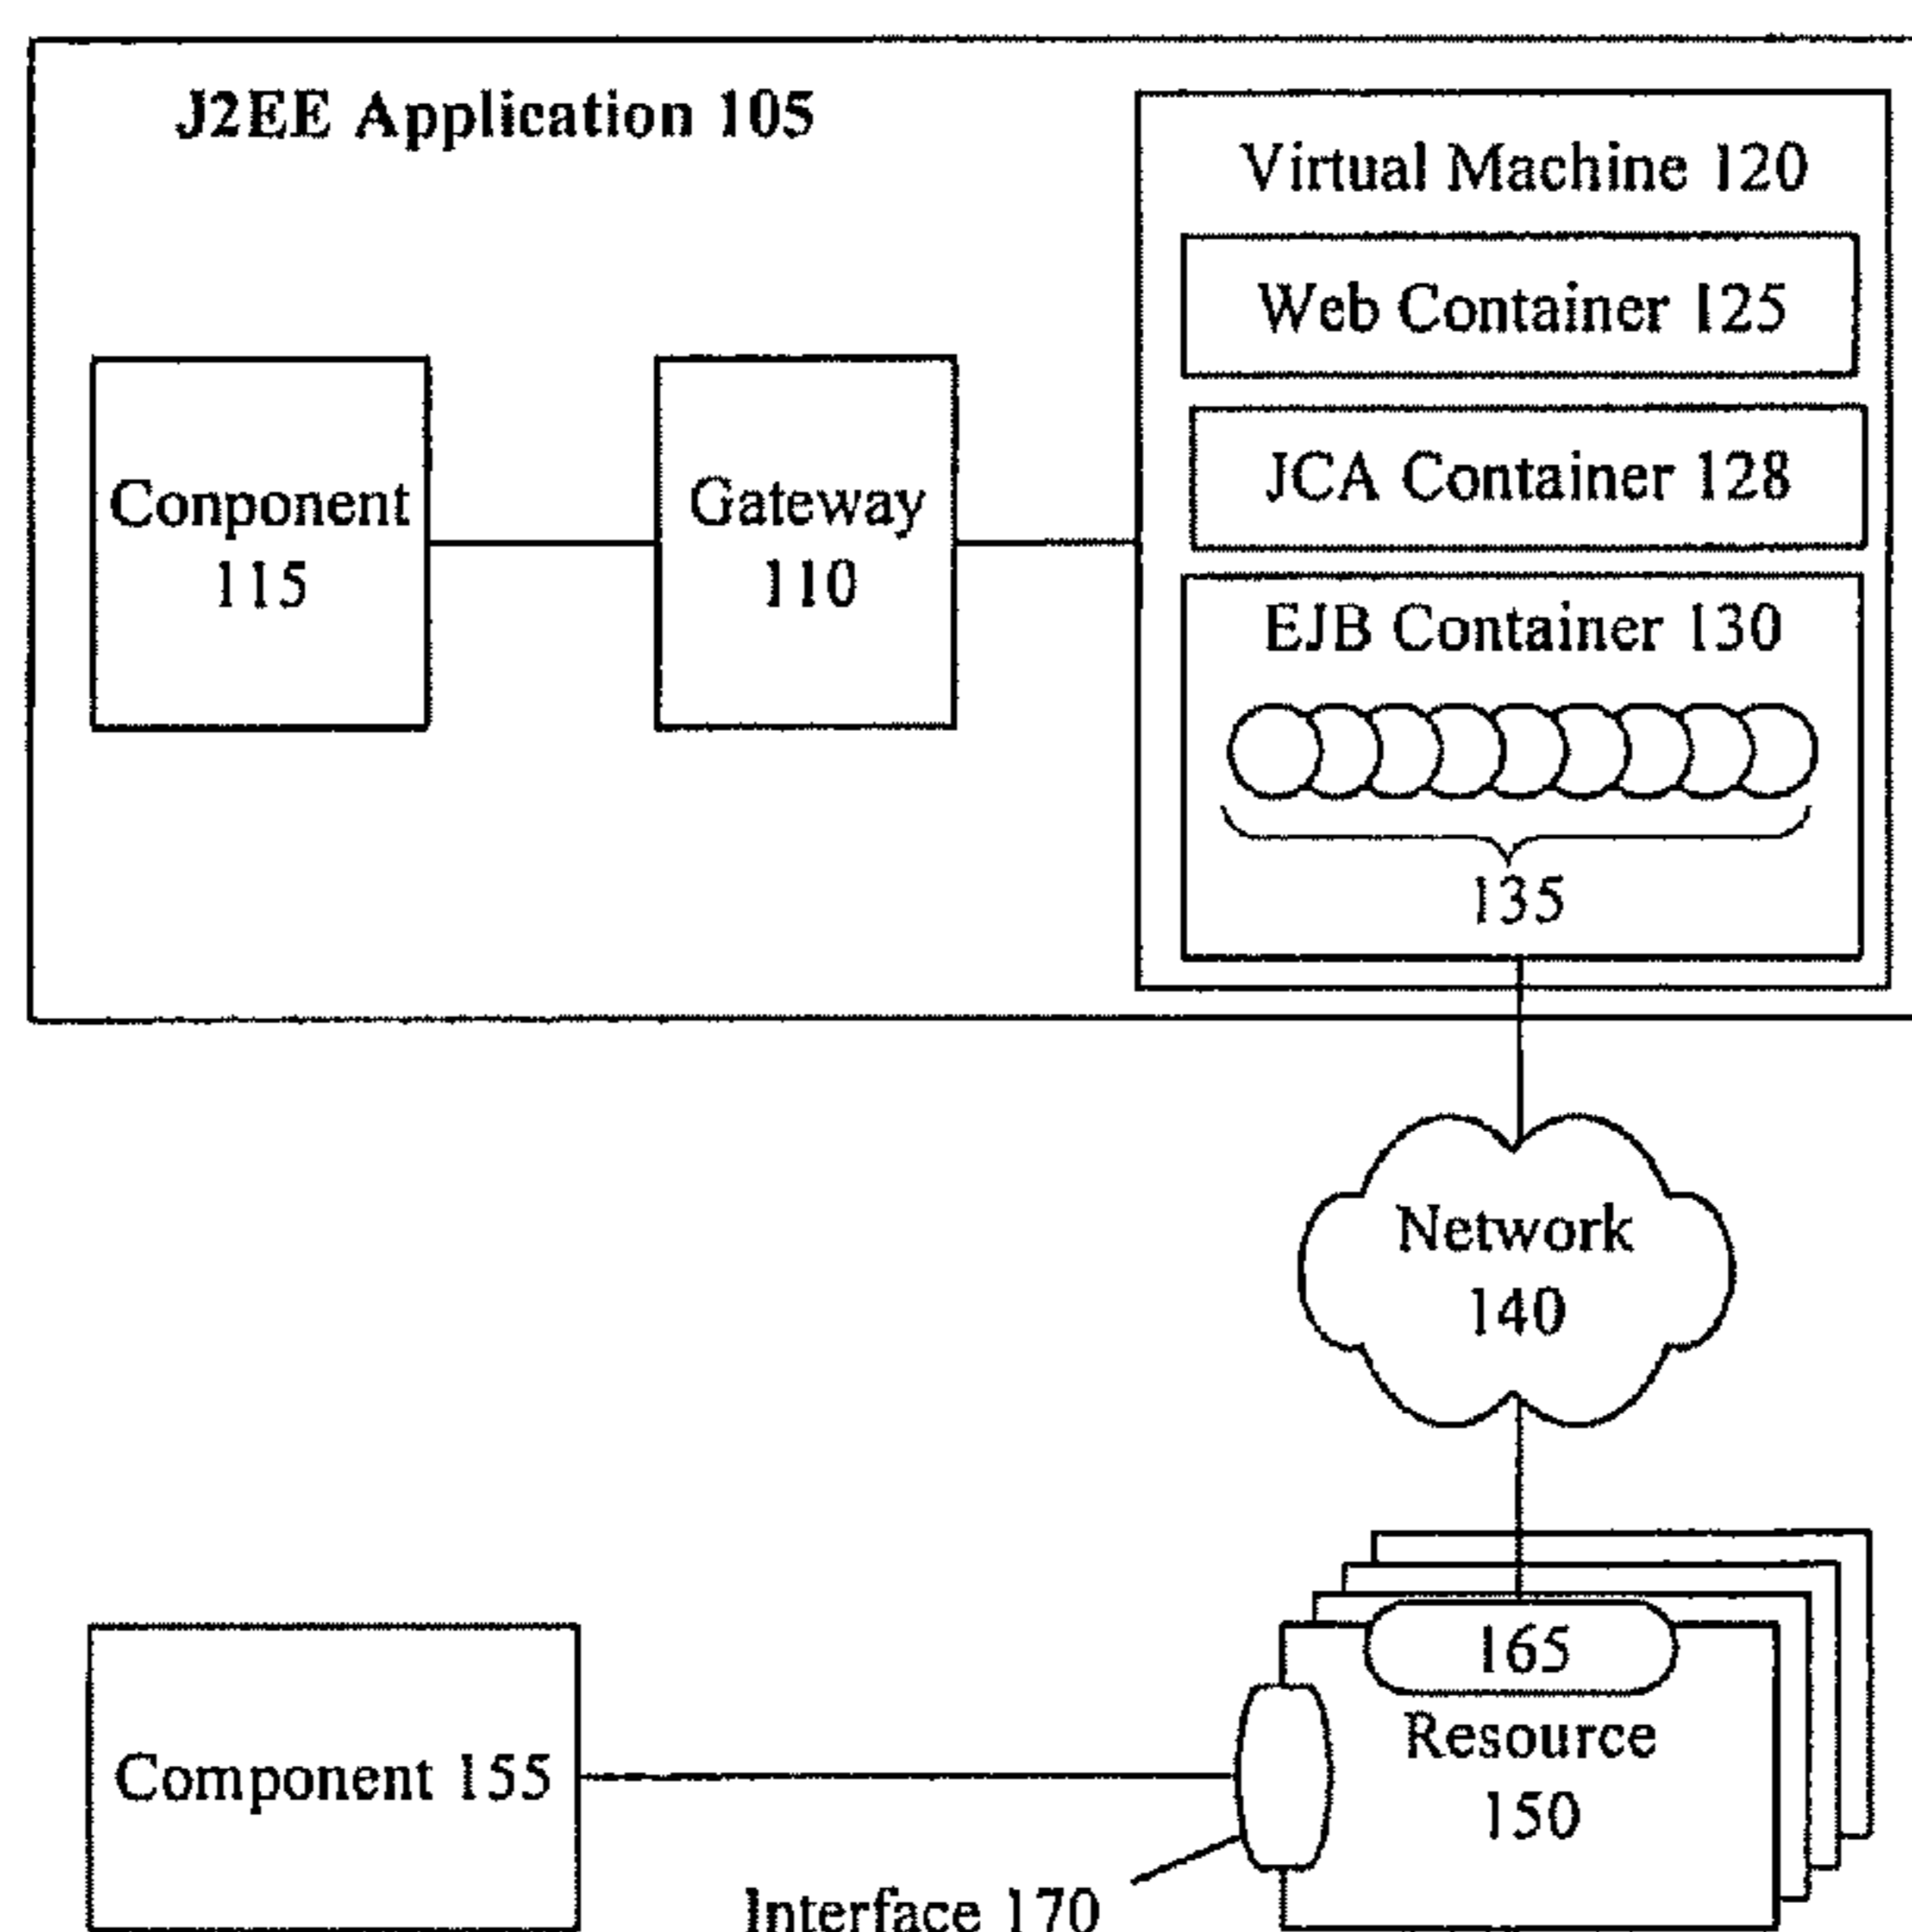 J2EE Application 105
Virtual Machine 120
Web Container 125
JCA Container 128
Conponent
115
Gateway
110
EJB Container 130
135
Network
140
165
Resource
150
Component 155
Interface 170